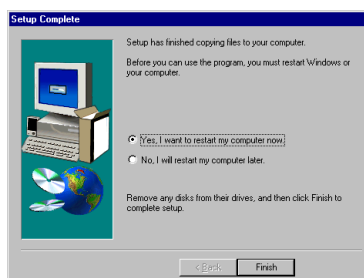 Setup Complete
Setup has finished copying files to your computer.
Before you can use the program, you must restart Windows or
your computer.
Yes, I want to restart my computer now.
No, I will restart my computer later.
Remove any disks from their drives, and then click Finish to
complete setup.
< Back
Finish